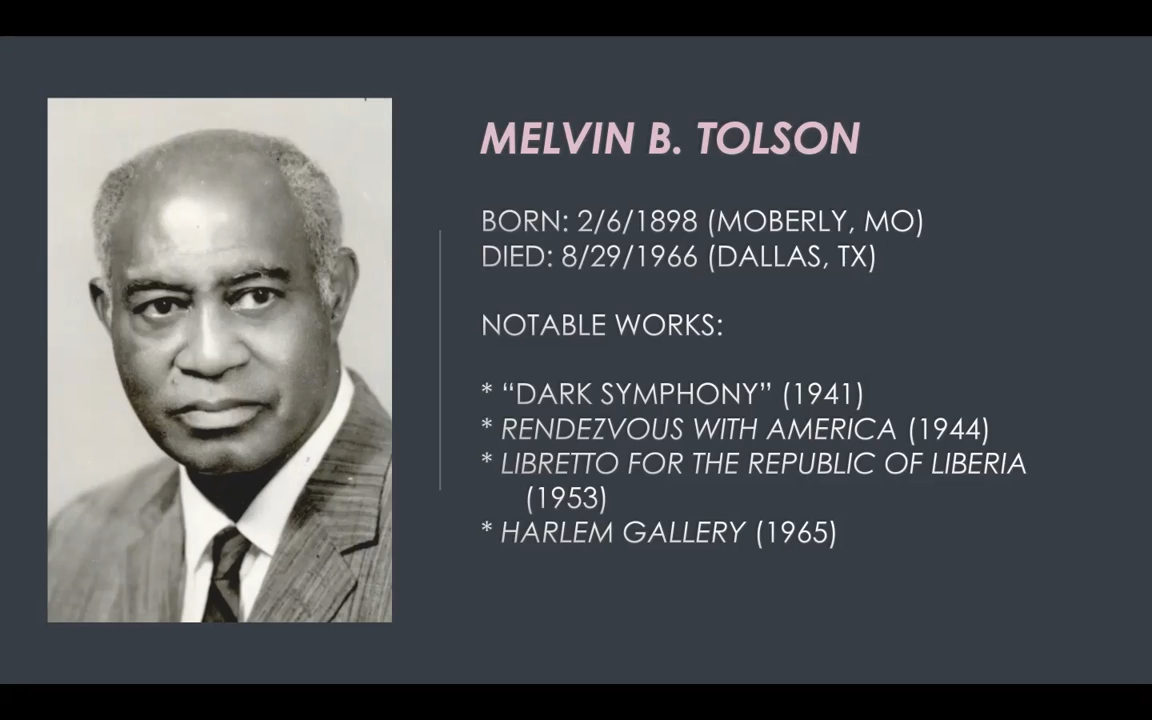 MELVIN B. TOLSON
BORN: 2/6/1898 (MOBERLY, MO)
DIED: 8/29/1966 (DALLAS, TX)
NOTABLE WORKS:
* “DARK SYMPHONY” (1941)
* RENDEZVOUS WITH AMERICA (1944)
* LIBRETTO FOR THE REPUBLIC OF LIBERIA
(1953)
* HARLEM GALLERY (1965)